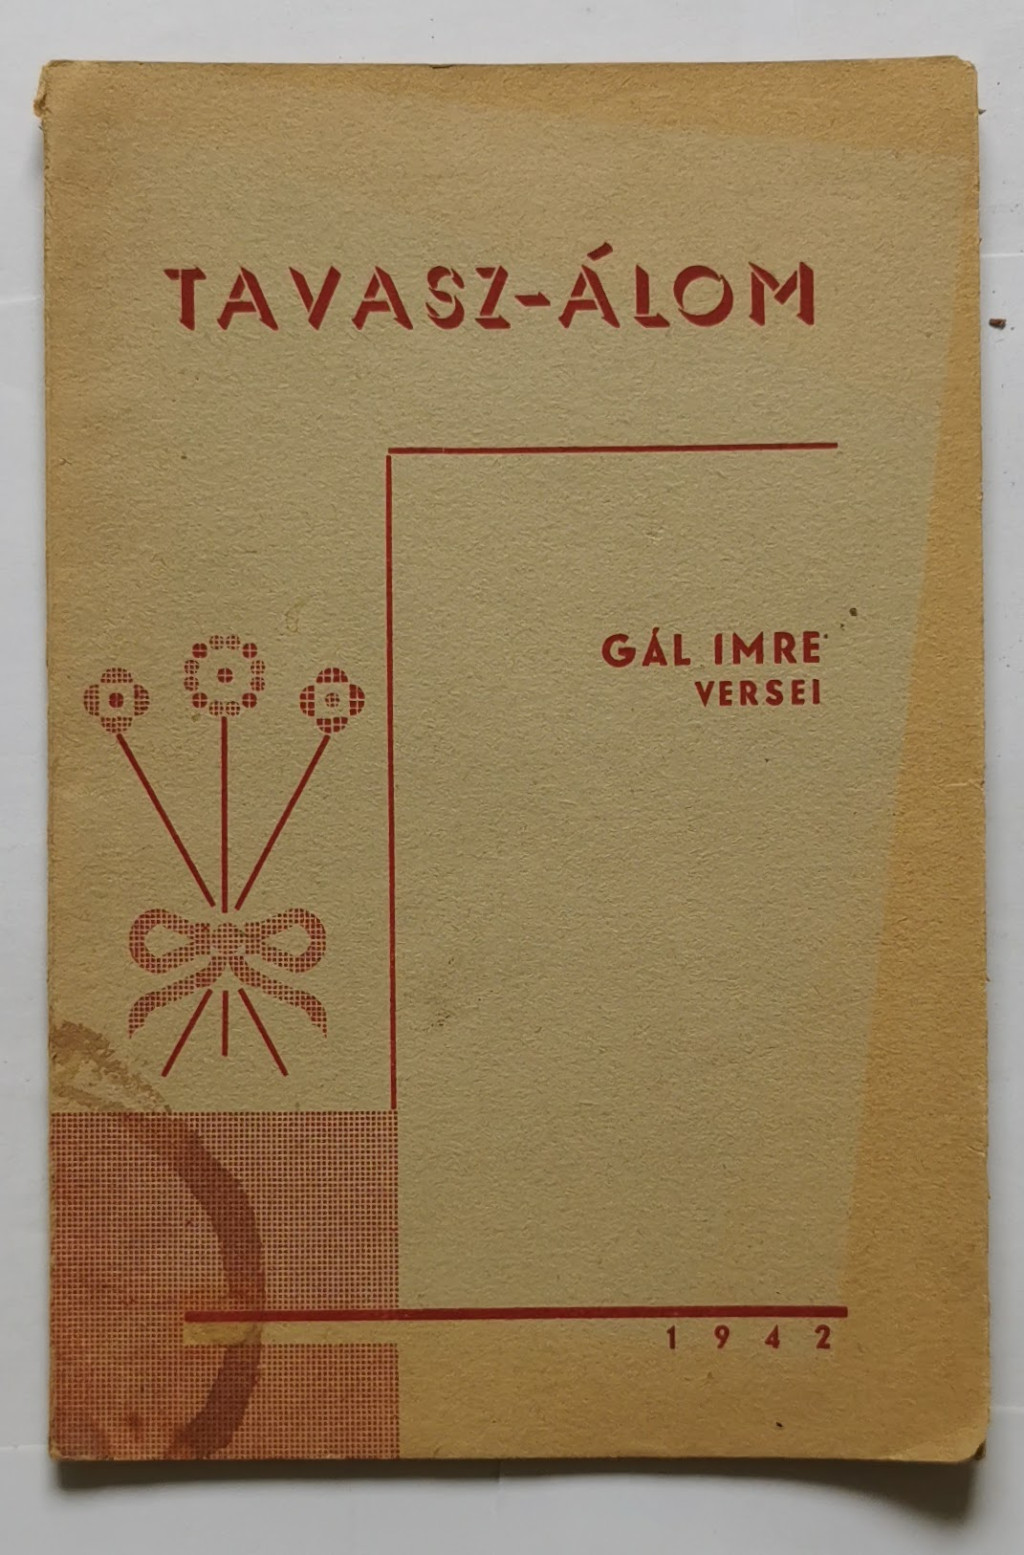 TAVASZ-ÁLOM
GÁL IMRE
VERSEI
1942